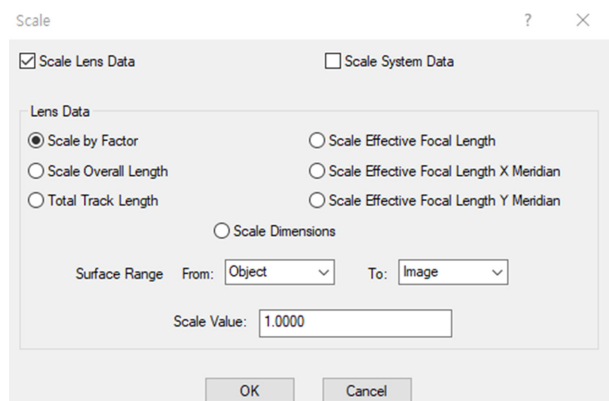 Scale ?
Scale Lens Data Scale System Data
Lens Data
Scale by Factor Scale Effective Focal Length
Scale Overall Length Scale Effective Focal Length X Meridian
Total Track Length Scale Effective Focal Length Y Meridian
Scale Dimensions
Surface Range From: Object To: Image
Scale Value: 1.0000
OK Cancel